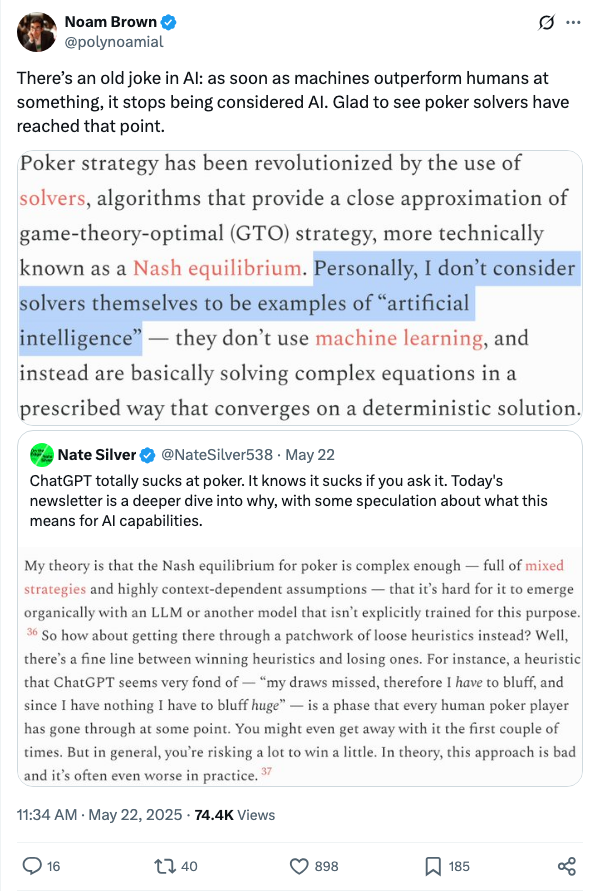 Noam Brown
@polynoamial
There's an old joke in AI: as soon as machines outperform humans at
something, it stops being considered AI. Glad to see poker solvers have
reached that point.
Poker strategy has been revolutionized by the use of
solvers, algorithms that provide a close approximation of
game-theory-optimal (GTO) strategy, more technically
known as a Nash equilibrium. Personally, I don't consider
solvers themselves to be examples of “artificial
intelligence” — they don't use machine learning, and
instead are basically solving complex equations in a
prescribed way that converges on a deterministic solution.
Nate Silver @NateSilver538 · May 22
ChatGPT totally sucks at poker. It knows it sucks if you ask it. Today's
newsletter is a deeper dive into why, with some speculation about what this
means for AI capabilities.
My theory is that the Nash equilibrium for poker is complex enough — full of mixed
strategies and highly context-dependent assumptions — that it's hard for it to emerge
organically with an LLM or another model that isn't explicitly trained for this purpose.
36 So how about getting there through a patchwork of loose heuristics instead? Well,
there's a fine line between winning heuristics and losing ones. For instance, a heuristic
that ChatGPT seems very fond of — “my draws missed, therefore I have to bluff, and
since I have nothing I have to bluff huge” — is a phase that every human poker player
has gone through at some point. You might even get away with it the first couple of
times. But in general, you're risking a lot to win a little. In theory, this approach is bad
and it's often even worse in practice. 37
11:34 AM · May 22, 2025 · 74.4K Views
16 40 898 185